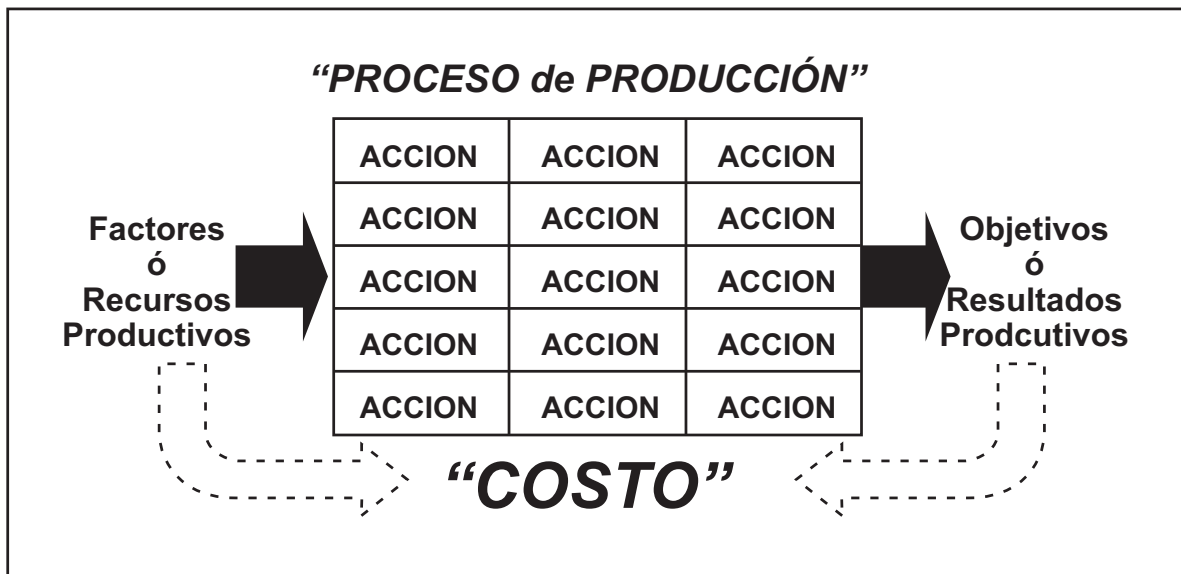 “PROCESO de PRODUCCIÓN”
ACCION ACCION ACCION
ACCION ACCION ACCION
ACCION ACCION ACCION
ACCION ACCION ACCION
ACCION ACCION ACCION
Factores
ó
Recursos
Productivos
Objetivos
ó
Resultados
Prodcutivos
“COSTO”